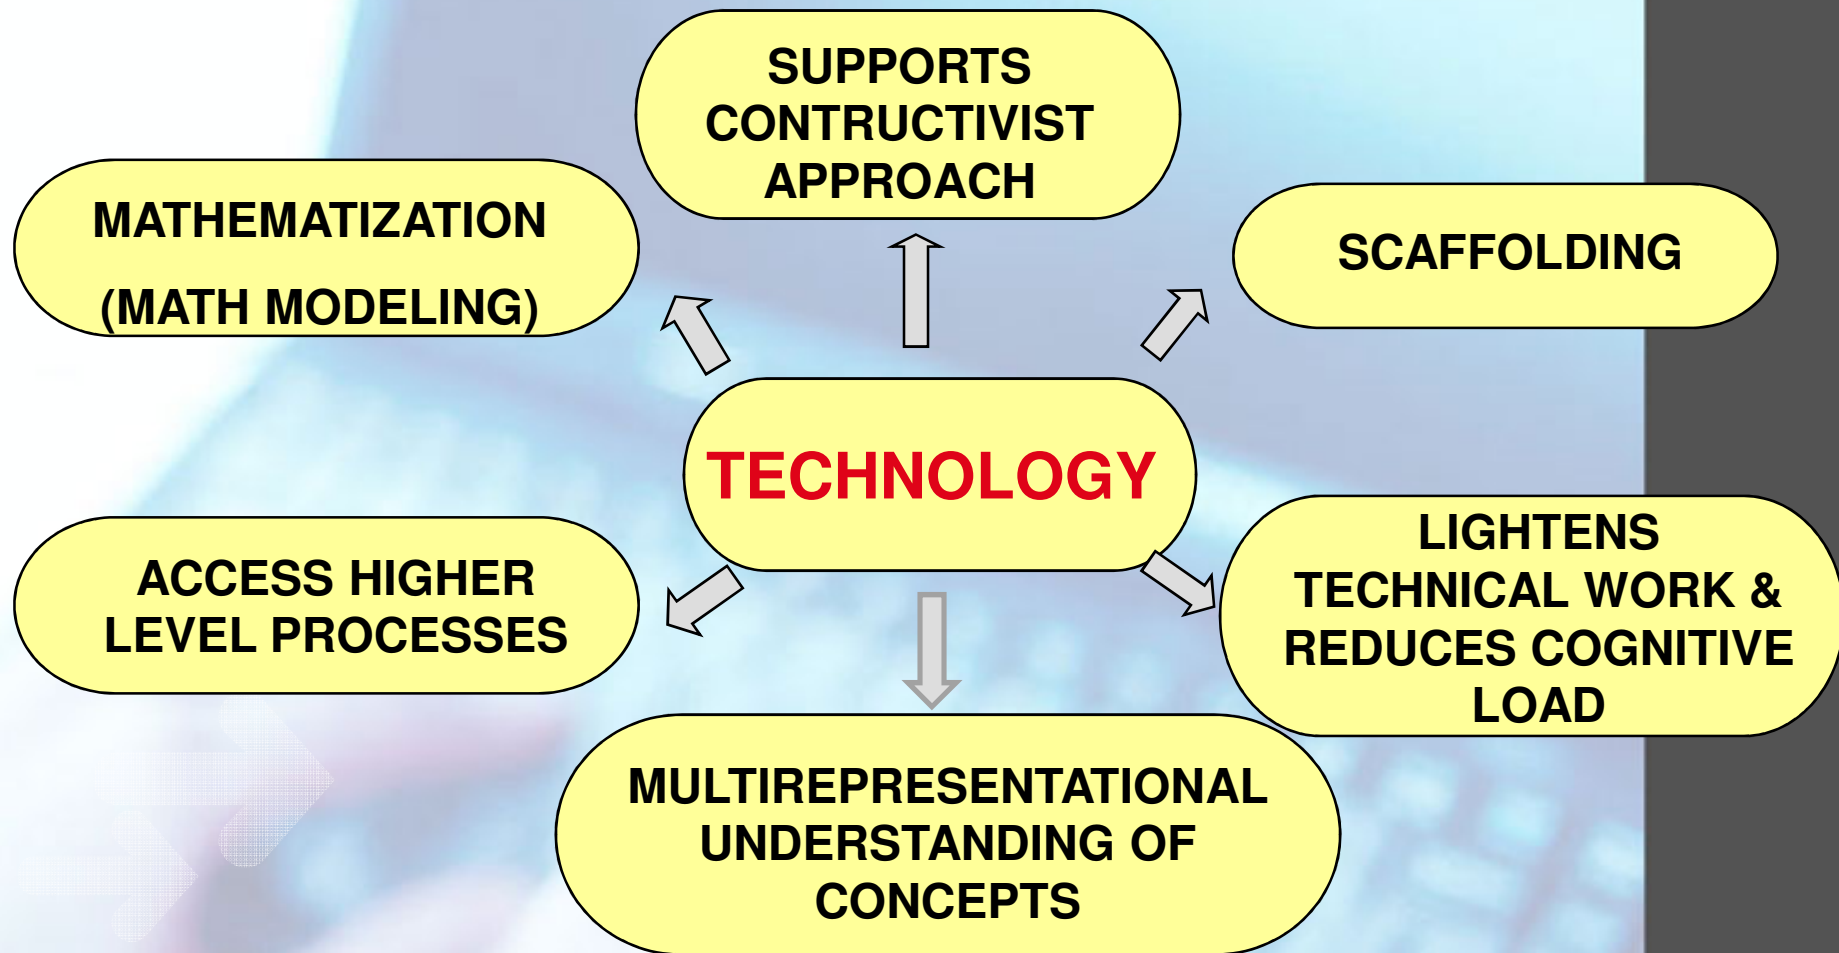 SUPPORTS
CONTRUCTIVIST
APPROACH
MATHEMATIZATION
(MATH MODELING)
SCAFFOLDING
TECHNOLOGY
ACCESS HIGHER
LEVEL PROCESSES
LIGHTENS
TECHNICAL WORK &
REDUCES COGNITIVE
LOAD
MULTIREPRESENTATIONAL
UNDERSTANDING OF
CONCEPTS